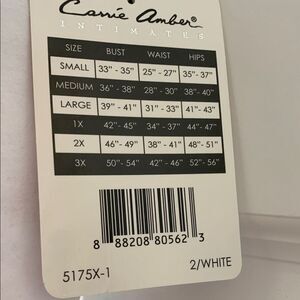 Carrie Amber®
INTIMATES
SIZE BUST WAIST HIPS
SMALL 33" - 35" 25" - 27" 35"- 37"
MEDIUM 36" - 38" 28" - 30" 38"- 40"
LARGE 39" - 41" 31" - 33" 41"- 43"
1X 42"- 45" 34"- 37" 44"- 47"
2X 46"- 49" 38" - 41" 48"- 51"
3X 50"- 54" 42" - 46" 52"- 56"
8 88208 80562 3
5175X-1 2/WHITE